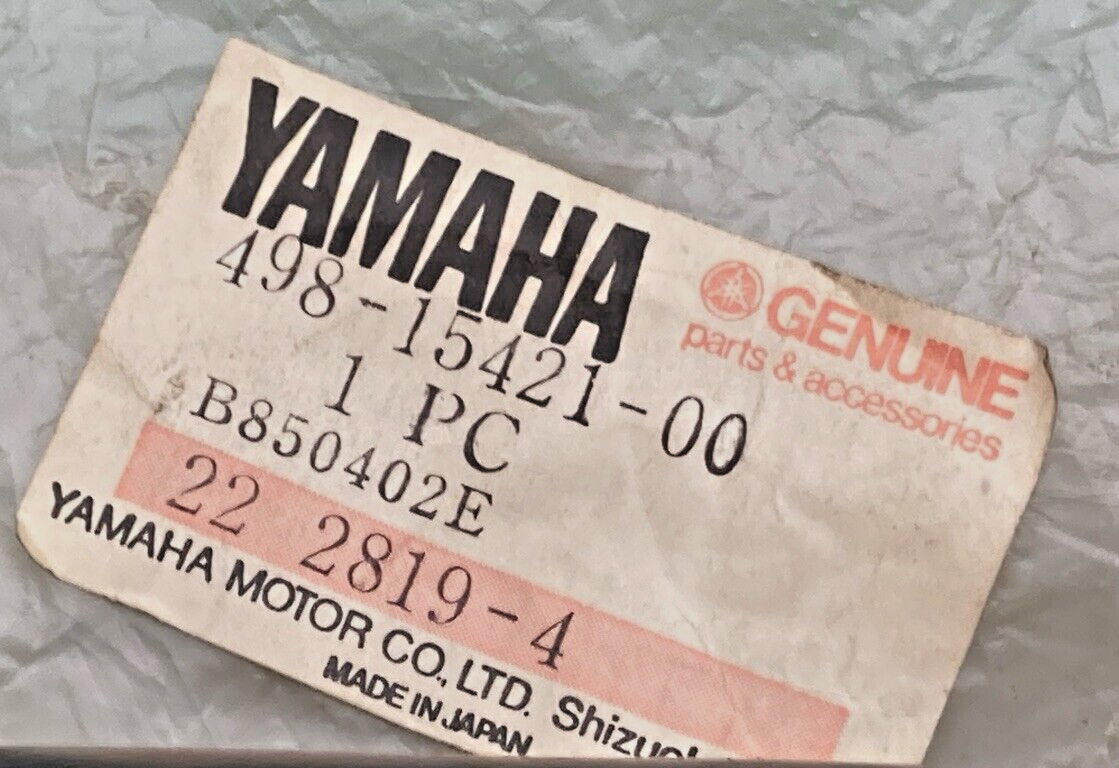 YAMAHA
GENUINE
parts & accessories
498-15421-00
1 PC
B850402E
22 2819-4
YAMAHA MOTOR CO., LTD.
MADE IN JAPAN